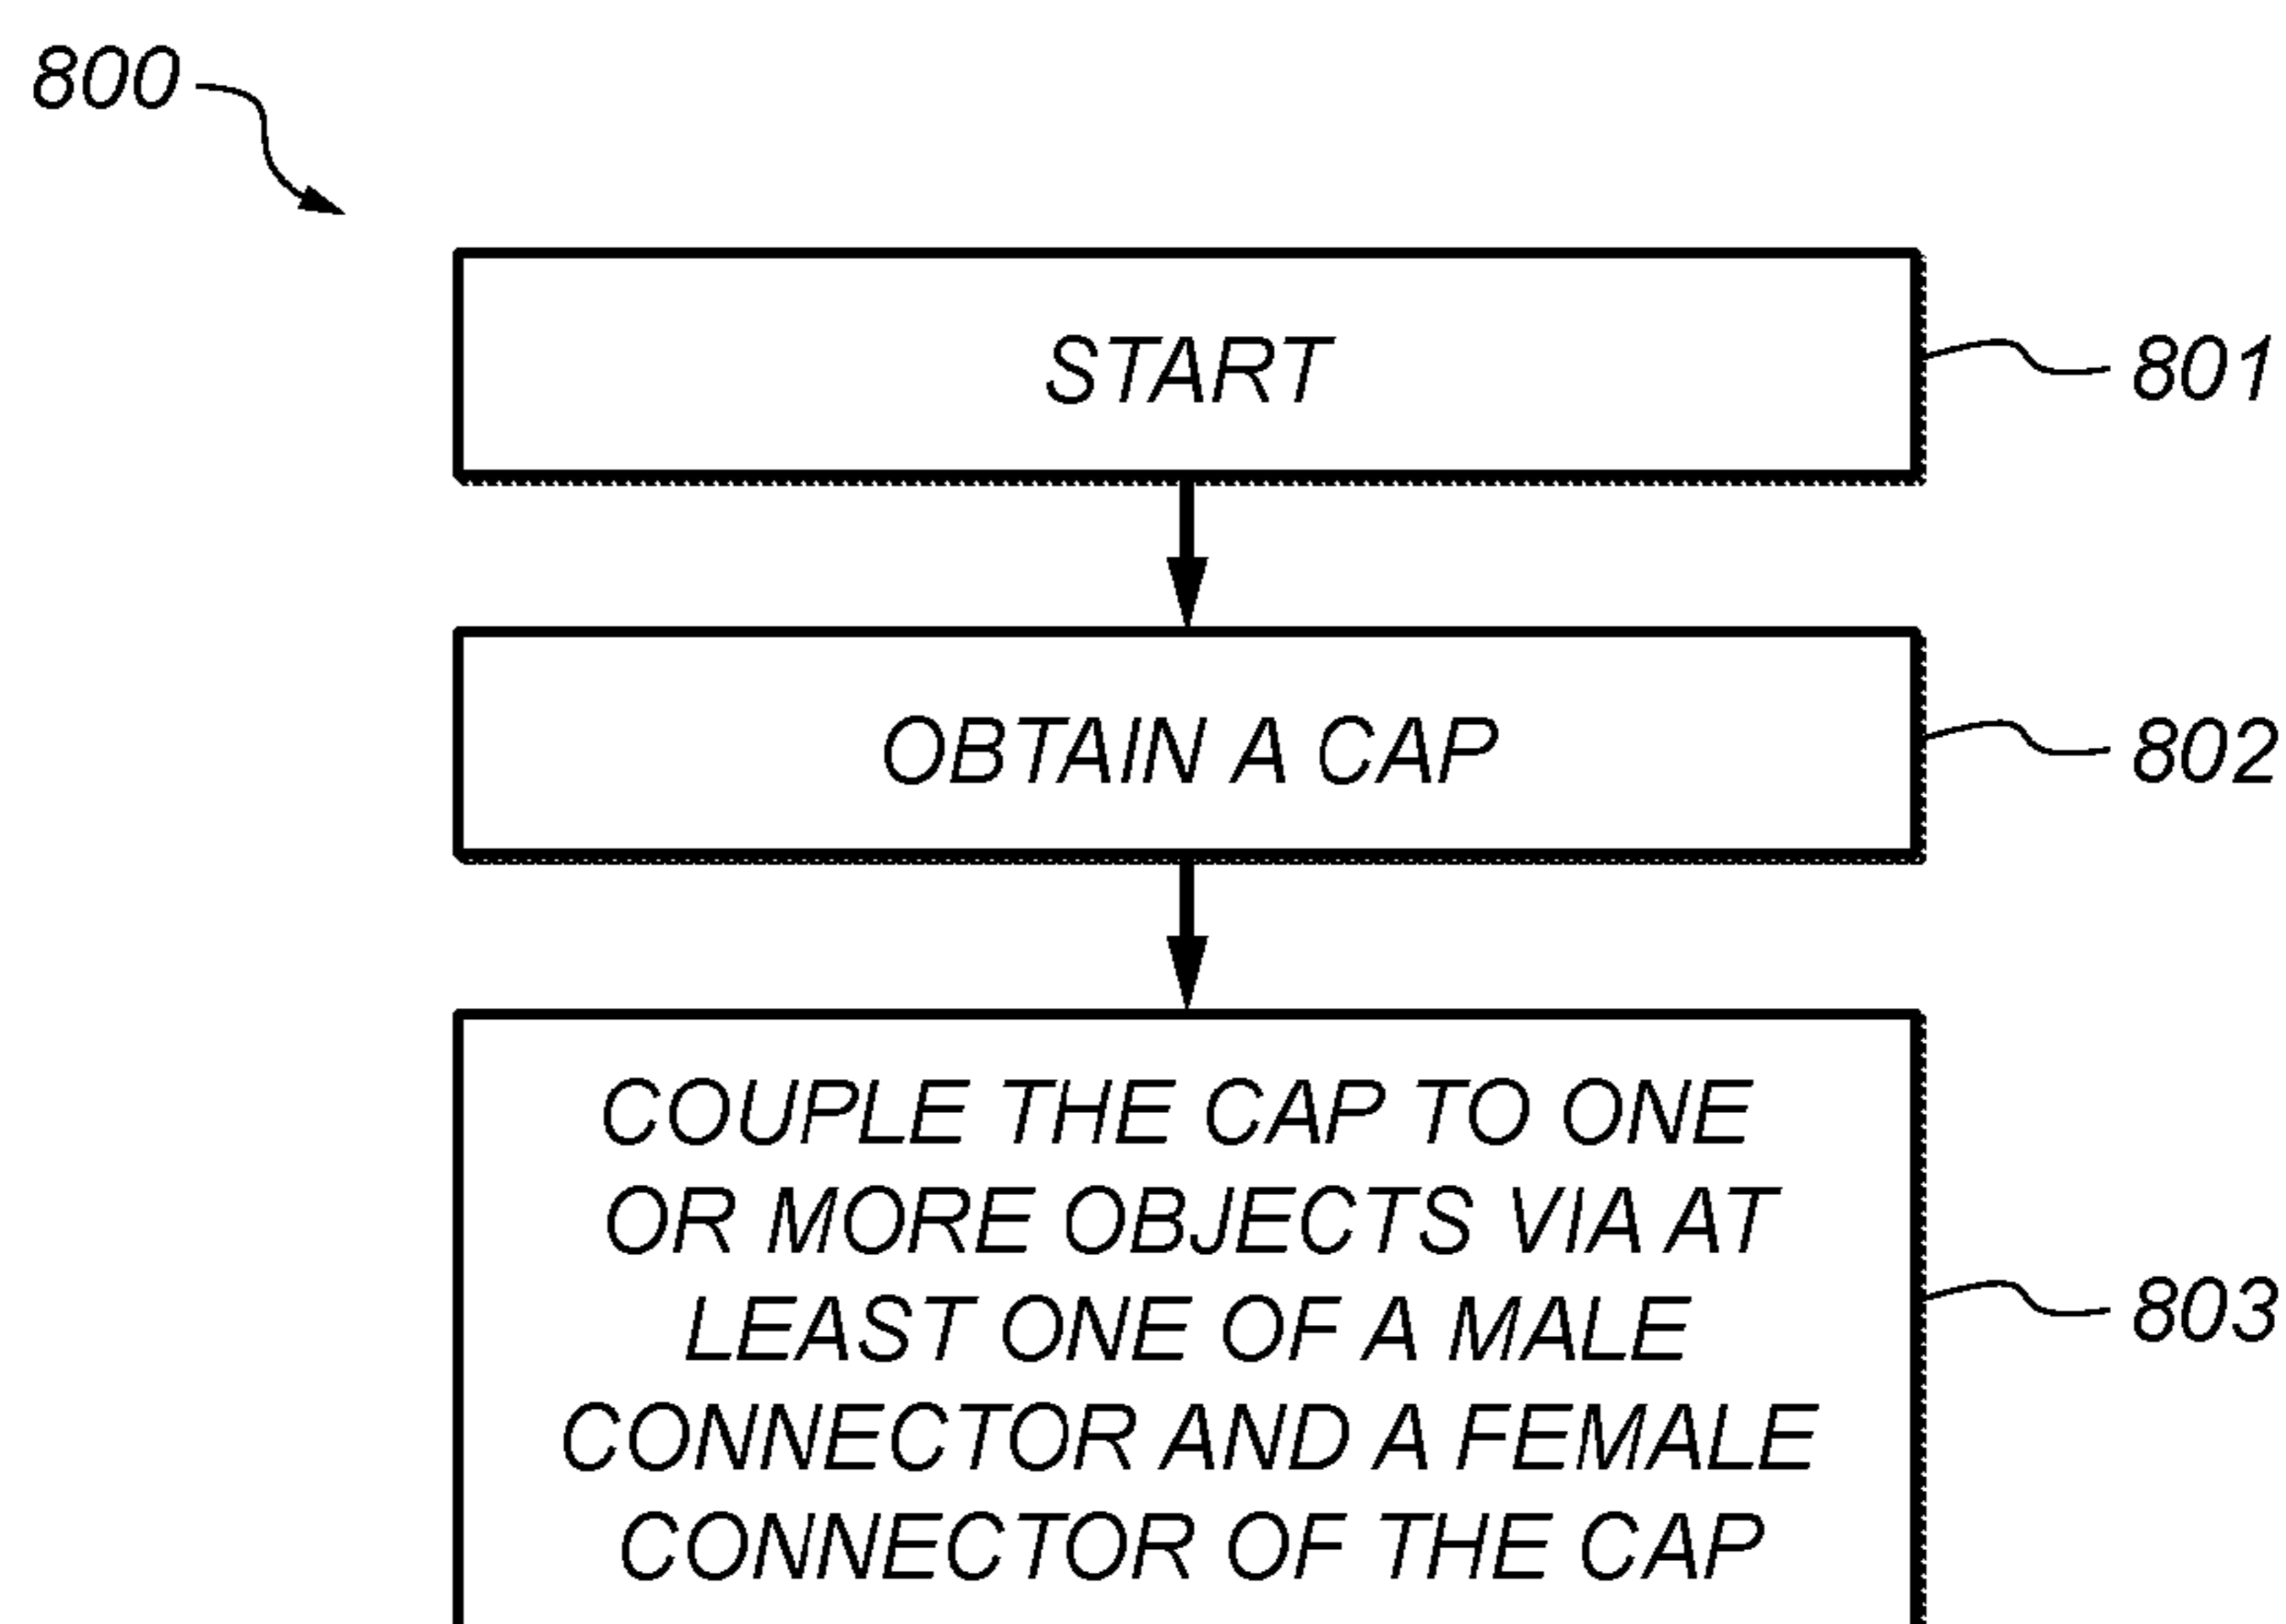 800
START
801
OBTAIN A CAP
802
COUPLE THE CAP TO ONE
OR MORE OBJECTS VIA AT
LEAST ONE OF A MALE
CONNECTOR AND A FEMALE
CONNECTOR OF THE CAP
803